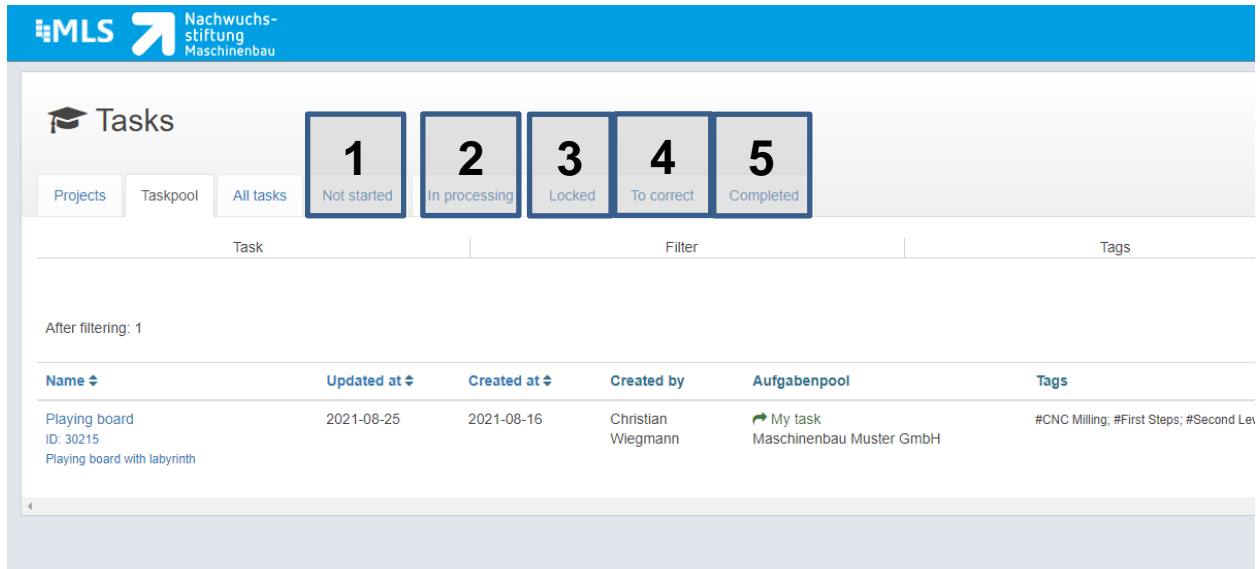 MLS
Nachwuchs-
stiftung
Maschinenbau
Tasks
1 2 3 4 5
Projects Taskpool All tasks Not started In processing Locked To correct Completed
Task Filter Tags
After filtering: 1
Name Updated at Created at Created by Aufgabenpool Tags
Playing board 2021-08-25 2021-08-16 Christian My task #CNC Milling; #First Steps; #Second Lev
ID: 30215 Wiegmann Maschinenbau Muster GmbH
Playing board with labyrinth